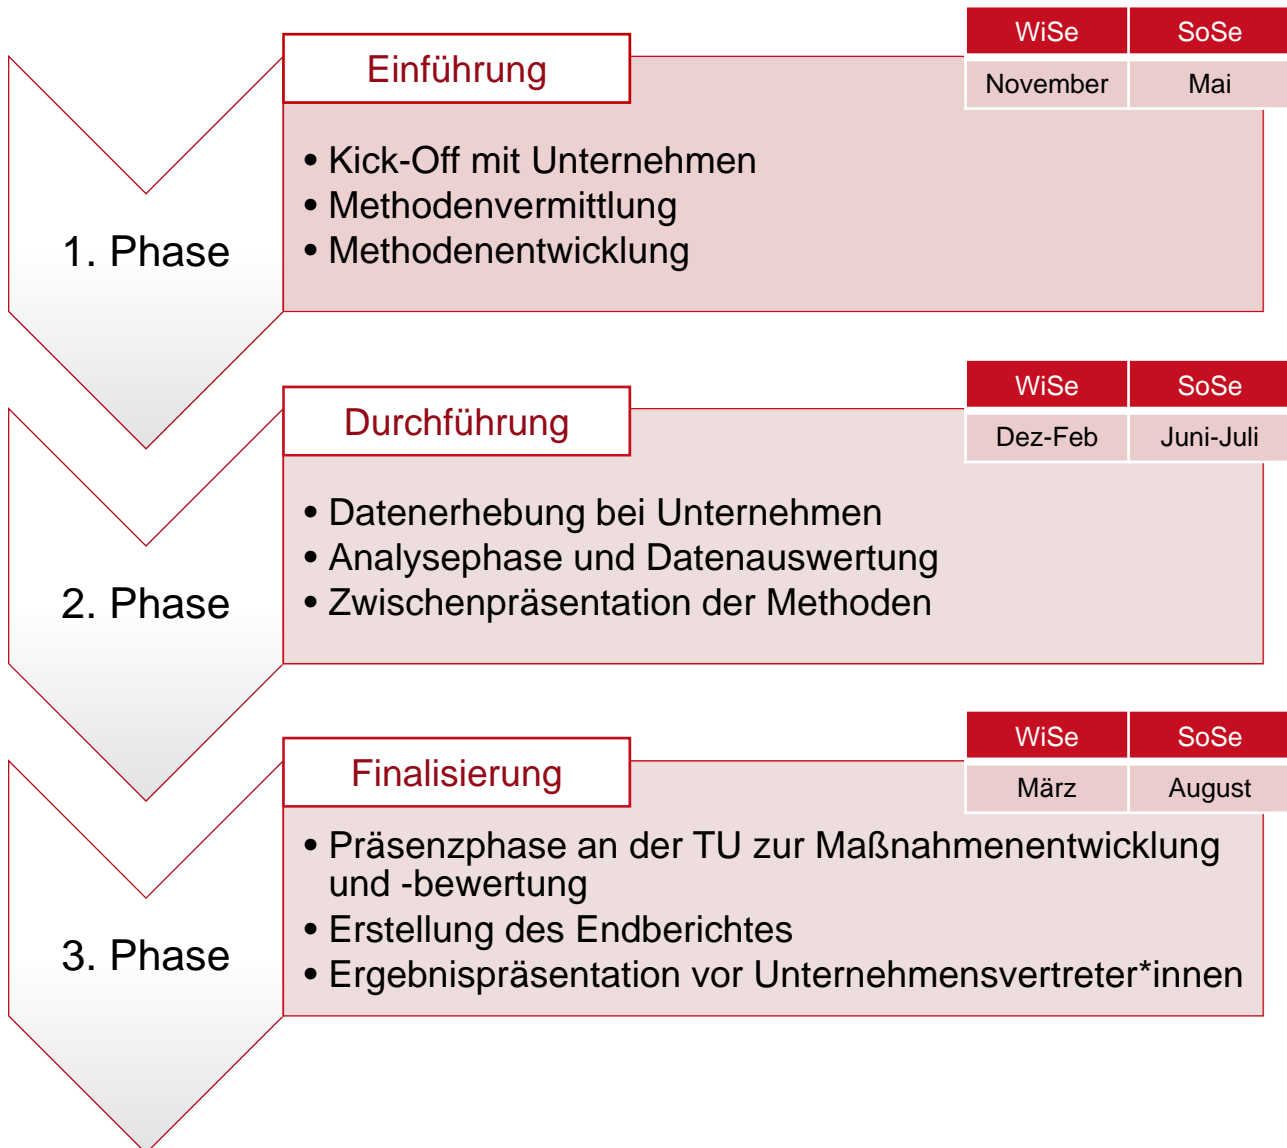 WiSe SoSe
Einführung
November Mai
1. Phase
• Kick-Off mit Unternehmen
• Methodenvermittlung
• Methodenentwicklung
WiSe SoSe
Durchführung
Dez-Feb Juni-Juli
2. Phase
• Datenerhebung bei Unternehmen
• Analysephase und Datenauswertung
• Zwischenpräsentation der Methoden
WiSe SoSe
Finalisierung
März August
3. Phase
• Präsenzphase an der TU zur Maßnahmenentwicklung
und -bewertung
• Erstellung des Endberichtes
• Ergebnispräsentation vor Unternehmensvertreter*innen